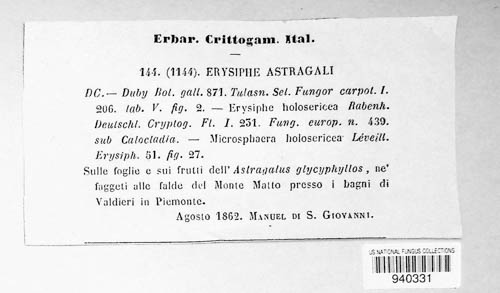 Erbar. Crittogam. Ital.
144. (1144). ERYSIPHE ASTRAGALI
DC.— Duby Bot. gall. 871. Tulasn. Sel. Fungor carpol. I.
206. tab. V. fig. 2. — Erysiphe holosericea Rabenh.
Deutschl. Cryptog. Fl. I. 231. Fung. europ. n. 439.
sub Calocladia. — Microsphaera holosericea Léveill.
Erysiph. 51. fig. 27.
Sulle foglie e sui frutti dell' Astragalus glycyphyllos, ne'
faggeti alle falde del Monte Matto presso i bagni di
Valdieri in Piemonte.
Agosto 1862. MANUEL DI S. GIOVANNI.
US NATIONAL FUNGUS COLLECTIONS
940331